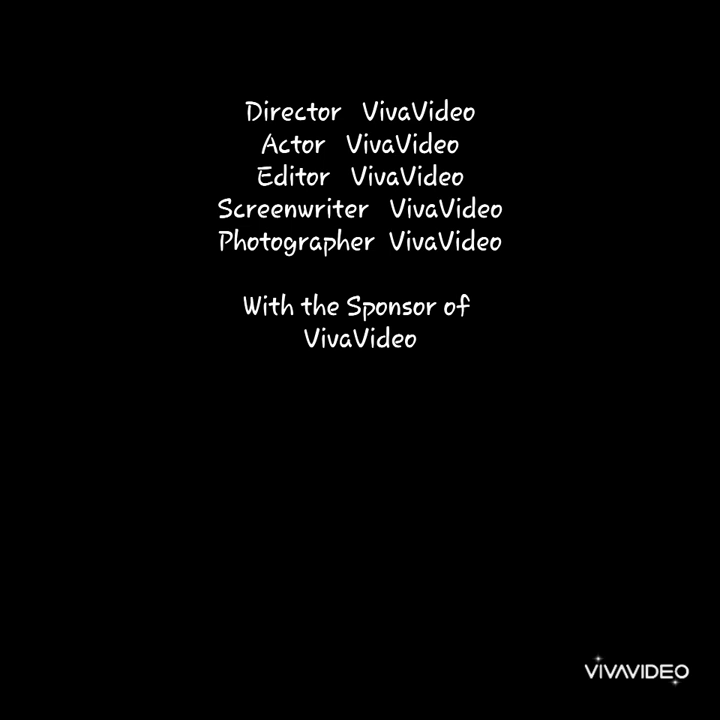 Director VivaVideo
Actor VivaVideo
Editor VivaVideo
Screenwriter VivaVideo
Photographer VivaVideo
With the Sponsor of
VivaVideo
VIVAVIDEO